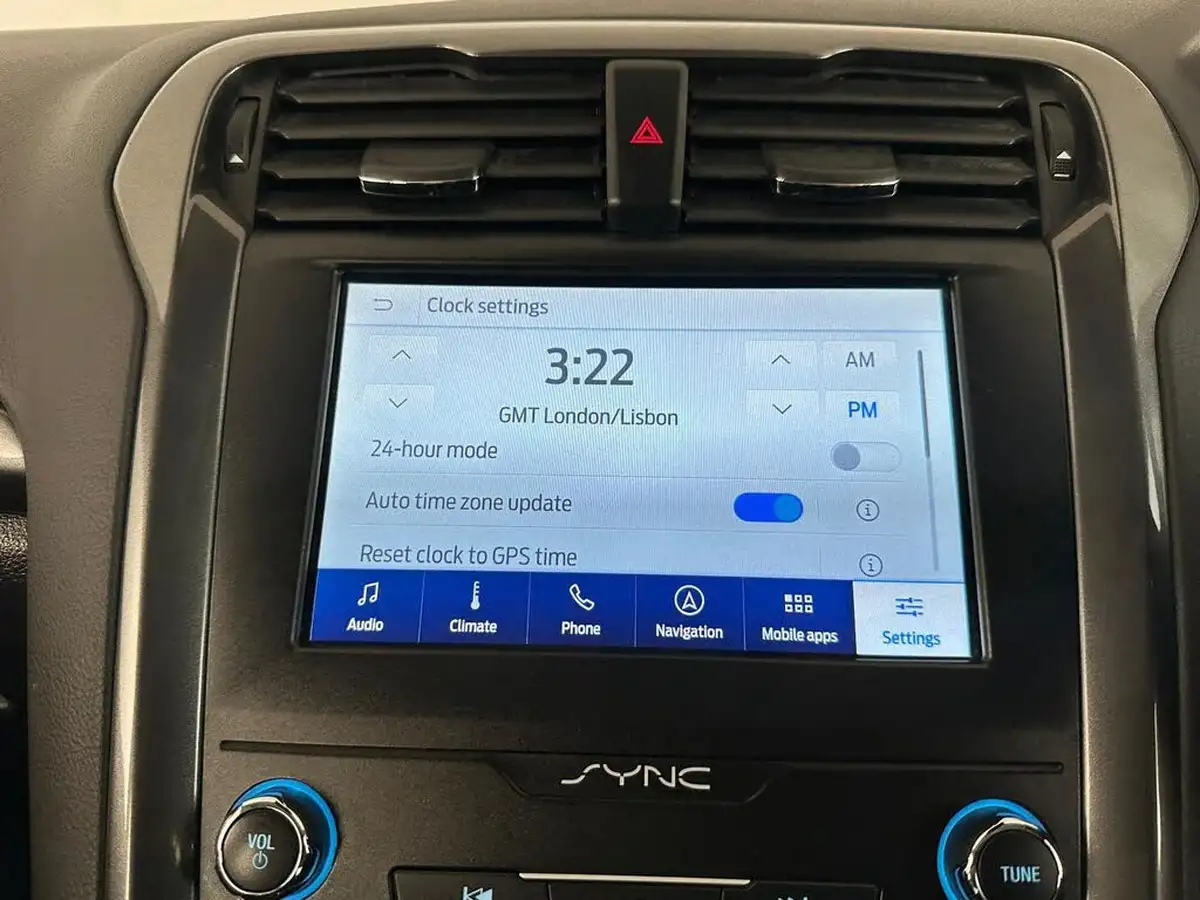 Clock settings
3:22
AM
GMT London/Lisbon
PM
24-hour mode
Auto time zone update
Reset clock to GPS time
Audio
Climate
Phone
Navigation
Mobile apps
Settings
SYNC
VOL
TUNE